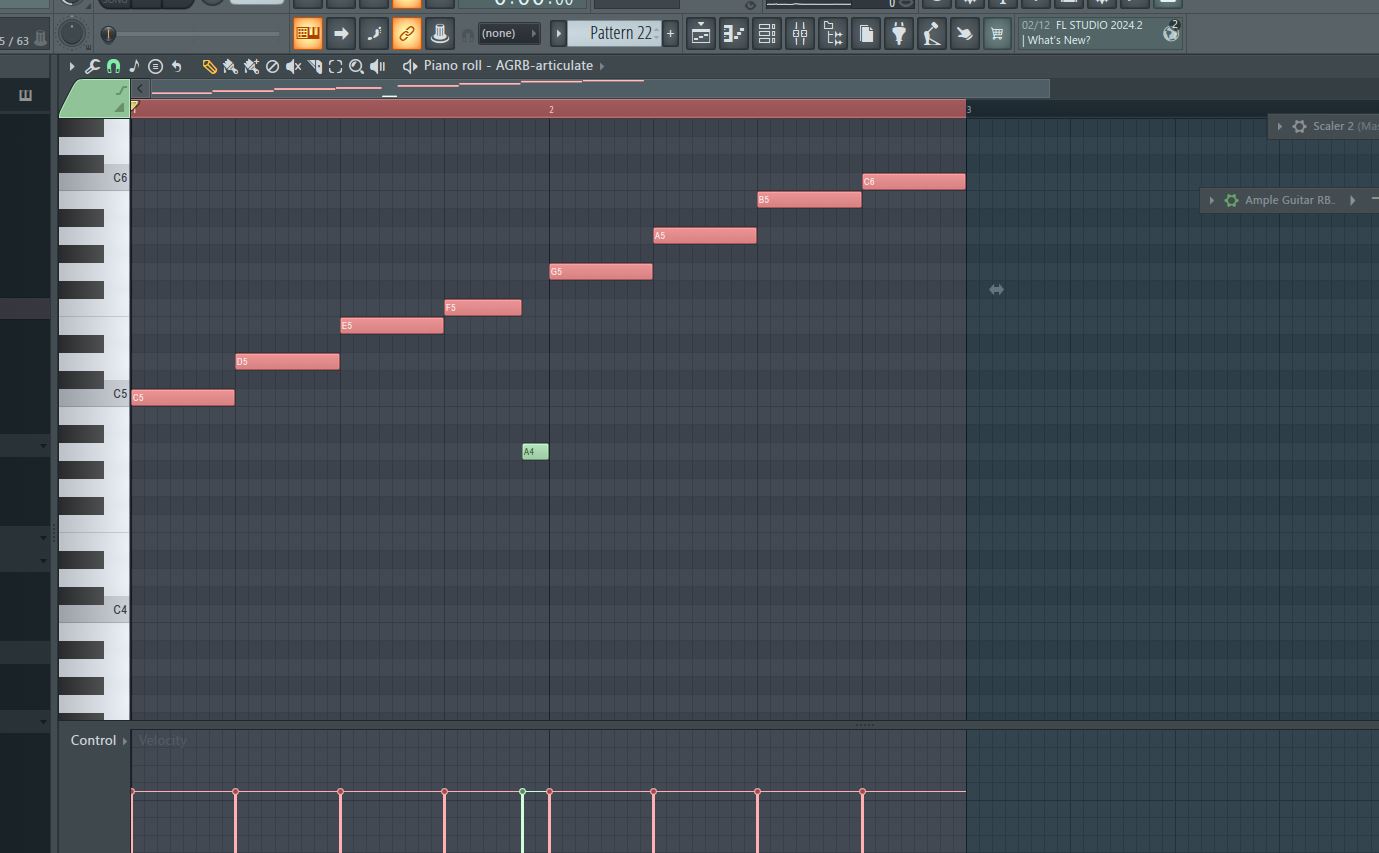 SONG
0:00:00
0
5 / 63
(none)
Pattern 22
+
02/12 FL STUDIO 2024.2
2
| What's New?
Piano roll - AGRB-articulate
2
3
Scaler 2 (Ma
C6
C6
B5
Ample Guitar RB..
A5
G5
F5
E5
D5
C5
C5
A4
C4
Control
Velocity